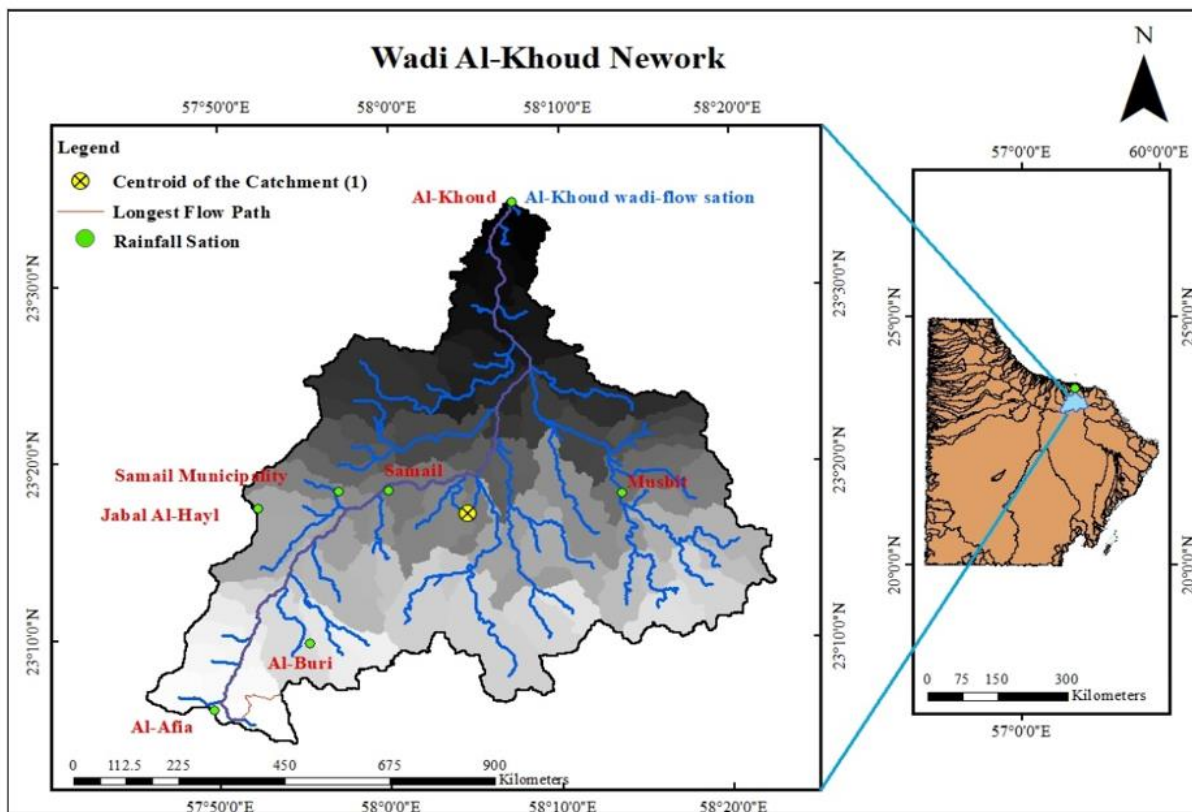 Wadi Al-Khoud Nework
N
57°50'0"E
58°0'0"E
58°10'0"E
58°20'0"E
57°0'0"E
60°0'0"E
Legend
Centroid of the Catchment (1)
Longest Flow Path
Rainfall Sation
Al-Khoud
Al-Khoud wadi-flow sation
23°30'0"N
23°30'0"N
25°0'0"N
25°0'0"N
23°20'0"N
23°20'0"N
Samail Municipality
Samail
Musbit
Jabal Al-Hayl
20°0'0"N
20°0'0"N
23°10'0"N
23°10'0"N
Al-Buri
Al-Afia
0 75 150 300
Kilometers
57°0'0"E
0 112.5 225 450 675 900
Kilometers
57°50'0"E
58°0'0"E
58°10'0"E
58°20'0"E